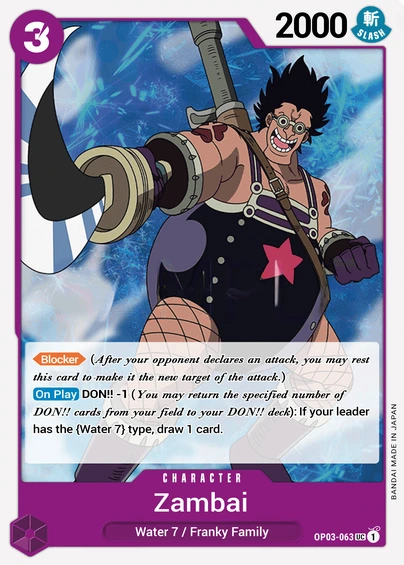 3
2000
斬
SLASH
Blocker (After your opponent declares an attack, you may rest
this card to make it the new target of the attack.)
On Play DON!! -1 (You may return the specified number of
DON!! cards from your field to your DON!! deck): If your leader
has the {Water 7} type, draw 1 card.
CHARACTER
Zambai
Water 7 / Franky Family
OP03-063 UC 1
BANDAI MADE IN JAPAN